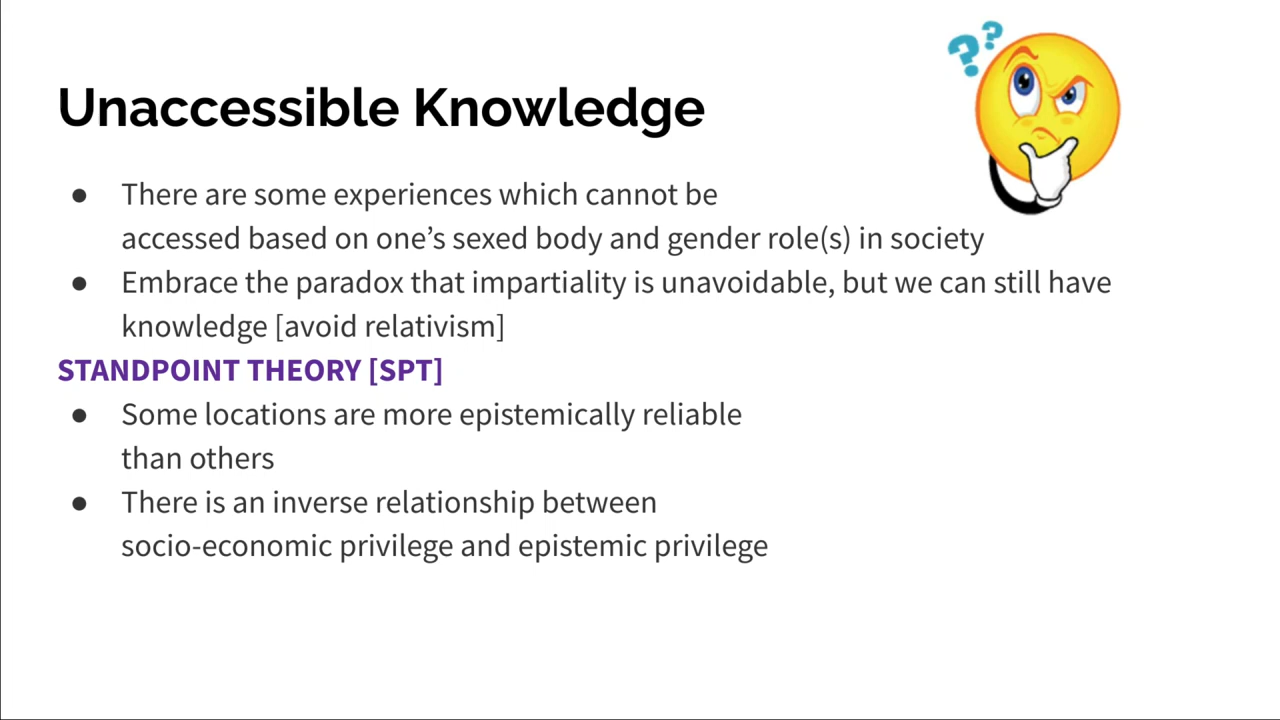 ? ?
Unaccessible Knowledge
● There are some experiences which cannot be
accessed based on one’s sexed body and gender role(s) in society
● Embrace the paradox that impartiality is unavoidable, but we can still have
knowledge [avoid relativism]
STANDPOINT THEORY [SPT]
● Some locations are more epistemically reliable
than others
● There is an inverse relationship between
socio-economic privilege and epistemic privilege